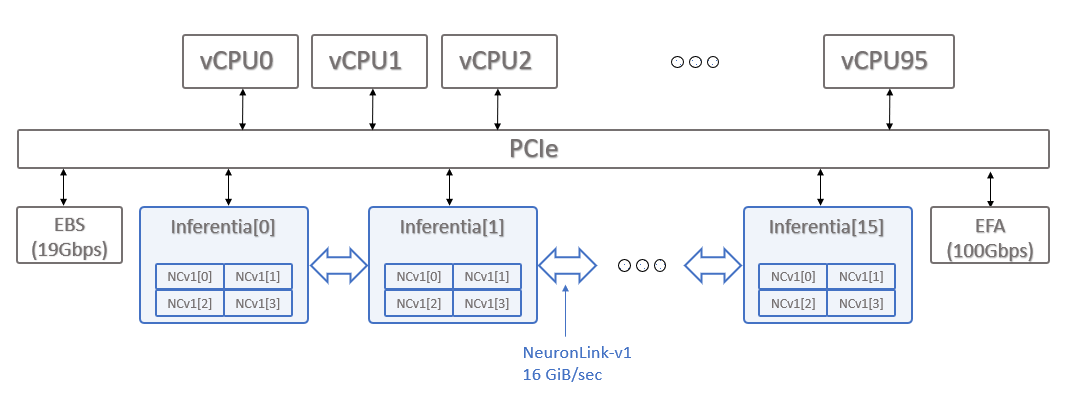 vCPU0
vCPU1
vCPU2
vCPU95
PCIe
EBS
(19Gbps)
Inferentia[0]
NCv1[0]
NCv1[1]
NCv1[2]
NCv1[3]
Inferentia[1]
NCv1[0]
NCv1[1]
NCv1[2]
NCv1[3]
Inferentia[15]
NCv1[0]
NCv1[1]
NCv1[2]
NCv1[3]
EFA
(100Gbps)
NeuronLink-v1
16 GiB/sec